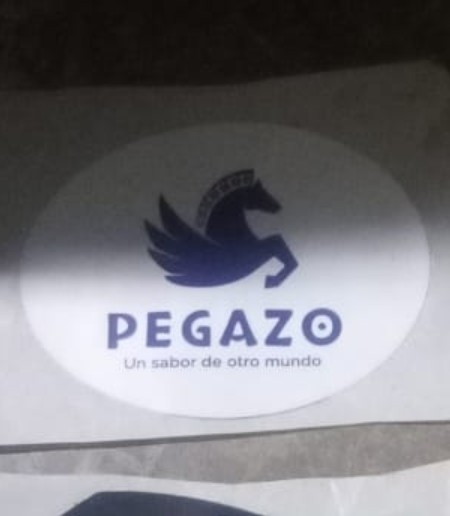 PEGAZO
Un sabor de otro mundo